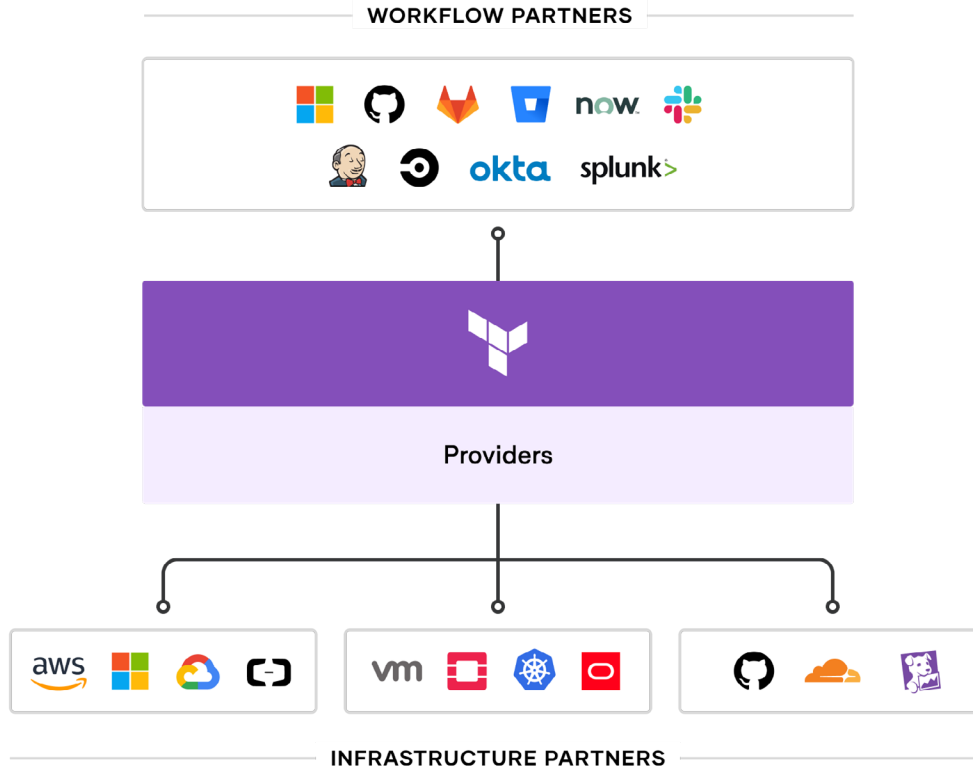 WORKFLOW PARTNERS
now
okta
splunk>
Providers
aws
vm
INFRASTRUCTURE PARTNERS